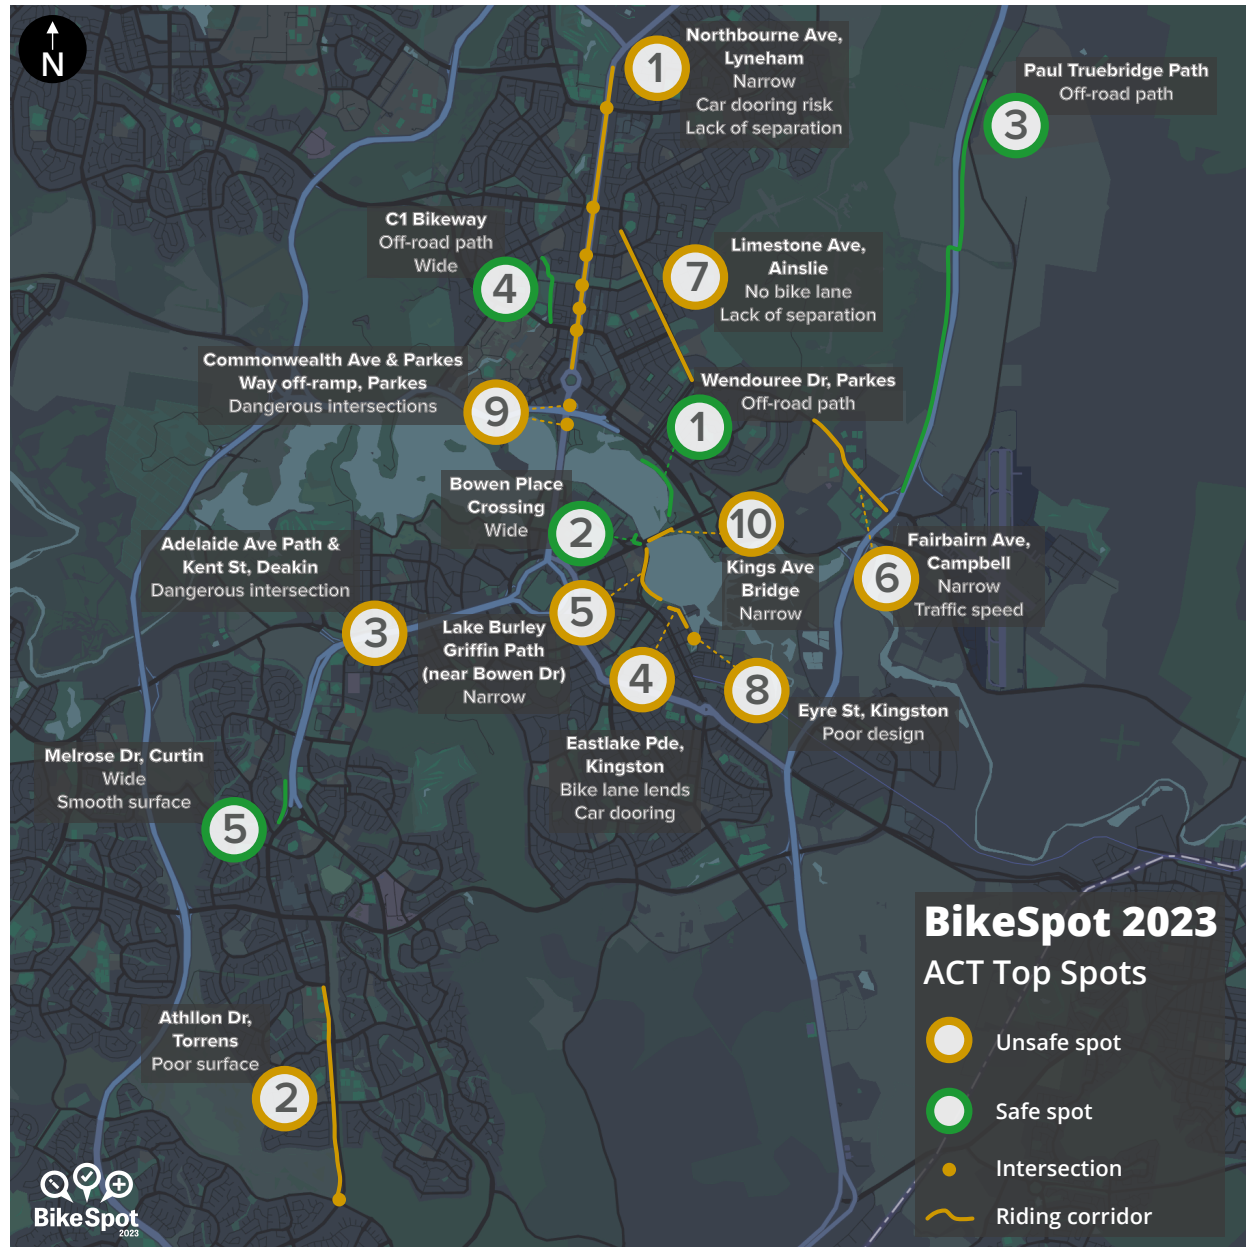 N
1
Northbourne Ave,
Lyneham
Narrow
Car dooring risk
Lack of separation
Paul Truebridge Path
Off-road path
3
C1 Bikeway
Off-road path
Wide
4
7
Limestone Ave,
Ainslie
No bike lane
Lack of separation
Commonwealth Ave & Parkes
Way off-ramp, Parkes
Dangerous intersections
9
Wendouree Dr, Parkes
Off-road path
1
Bowen Place
Crossing
Wide
2
10
Kings Ave
Bridge
Narrow
Adelaide Ave Path &
Kent St, Deakin
Dangerous intersection
3
Fairbairn Ave,
Campbell
Narrow
Traffic speed
6
5
Lake Burley
Griffin Path
(near Bowen Dr)
Narrow
4
8
Eyre St, Kingston
Poor design
Eastlake Pde,
Kingston
Bike lane lends
Car dooring
Melrose Dr, Curtin
Wide
Smooth surface
5
Athllon Dr,
Torrens
Poor surface
2
BikeSpot 2023
ACT Top Spots
Unsafe spot
Safe spot
Intersection
Riding corridor
BikeSpot
2023